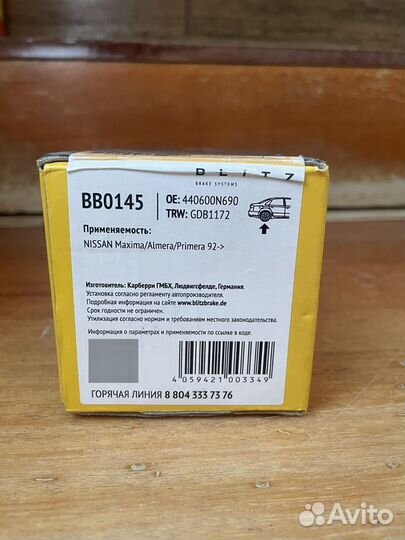 BLITZ
BRAKE SYSTEMS
BB0145
OE: 440600N690
TRW: GDB1172
Применяемость:
NISSAN Maxima/Almera/Primera 92->
Изготовитель: Карберри ГМБХ, Людвигсфелде, Германия.
Установка согласно регламенту автопроизводителя.
Подробная информация на сайте www.blitzbrake.de
Срок годности не ограничен.
Утилизация согласно нормам и требованиям местного законодательства.
Информация о параметрах и применяемости по ссылке в коде.
4 059421 003349
ГОРЯЧАЯ ЛИНИЯ 8 804 333 73 76
Avito